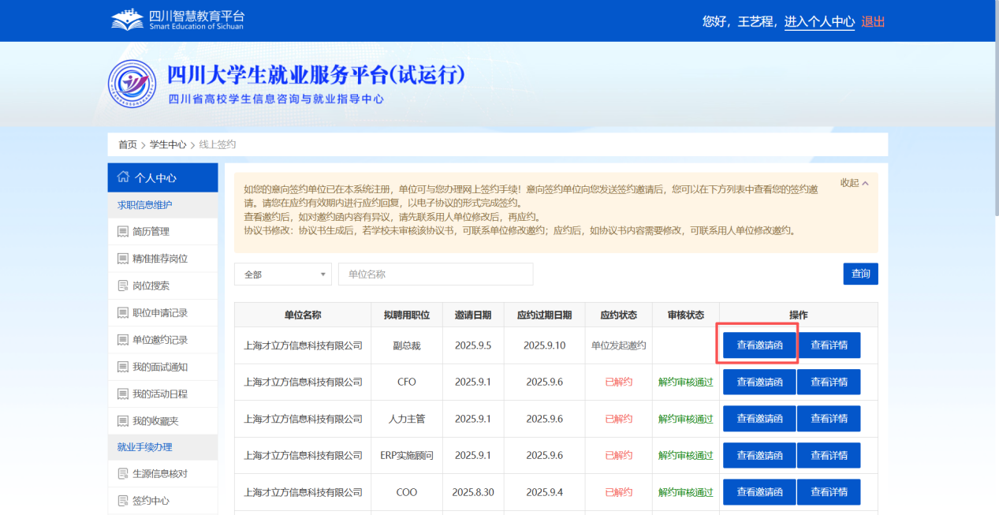 四川智慧教育平台
Smart Education of Sichuan
您好，王艺程，进入个人中心 退出
四川大学生就业服务平台(试运行)
四川省高校学生信息咨询与就业指导中心
首页 > 学生中心 > 线上签约
个人中心
求职信息维护
简历管理
精准推荐岗位
岗位搜索
职位申请记录
单位邀约记录
我的面试通知
我的活动日程
我的收藏夹
就业手续办理
生源信息核对
签约中心
收起
如您的意向签约单位已在本系统注册，单位可与您办理网上签约手续！意向签约单位向您发送签约邀请后，您可以在下方列表中查看您的签约邀
请。请您在应约有效期内进行应约回复，以电子协议的形式完成签约。
查看邀约后，如对邀约函内容有异议，请先联系用人单位修改后，再应约。
协议书修改：协议书生成后，若学校未审核该协议书，可联系单位修改邀约；应约后，如协议书内容需要修改，可联系用人单位修改邀约。
全部 单位名称 查询
单位名称 拟聘用职位 邀请日期 应约过期日期 应约状态 审核状态 操作
上海才立方信息科技有限公司 副总裁 2025.9.5 2025.9.10 单位发起邀约 查看邀请函 查看详情
上海才立方信息科技有限公司 CFO 2025.9.1 2025.9.6 已解约 解约审核通过 查看邀请函 查看详情
上海才立方信息科技有限公司 人力主管 2025.9.1 2025.9.6 已解约 解约审核通过 查看邀请函 查看详情
上海才立方信息科技有限公司 ERP实施顾问 2025.9.1 2025.9.6 已解约 解约审核通过 查看邀请函 查看详情
上海才立方信息科技有限公司 COO 2025.8.30 2025.9.4 已解约 解约审核通过 查看邀请函 查看详情